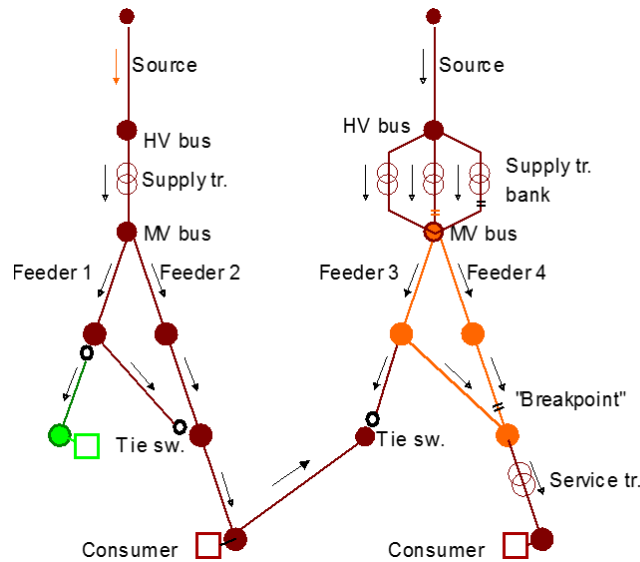 Source
Source
HV bus
HV bus
Supply tr.
Supply tr.
bank
MV bus
MV bus
Feeder 1
Feeder 2
Feeder 3
Feeder 4
"Breakpoint"
Tie sw.
Tie sw.
Service tr.
Consumer
Consumer